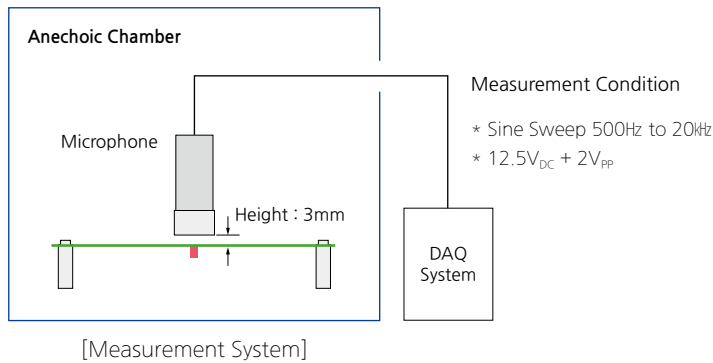 Anechoic Chamber
Microphone
Height : 3mm
DAQ
System
Measurement Condition
* Sine Sweep 500Hz to 20㎑
* 12.5V_DC + 2V_PP
[Measurement System]